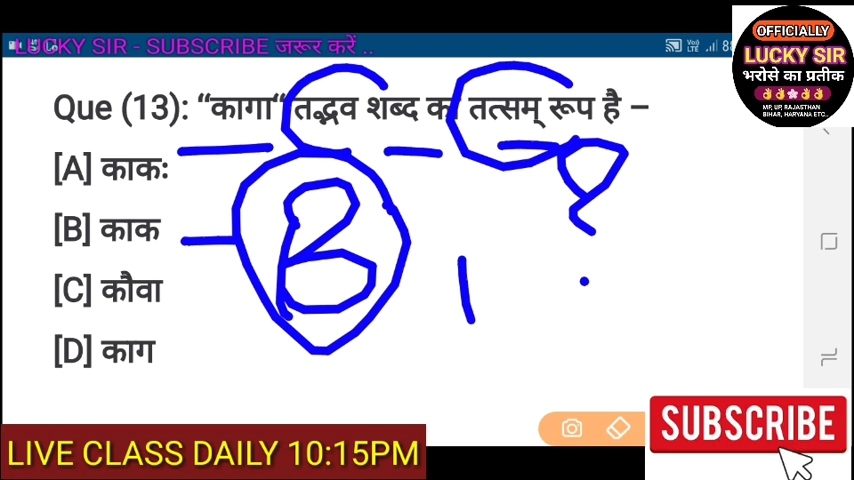 LUCKY SIR - SUBSCRIBE जरूर करें ..
OFFICIALLY
LUCKY SIR
भरोसे का प्रतीक
MP, UP, RAJASTHAN
BIHAR, HARYANA ETC..
Que (13): “कागा“ तद्भव शब्द का तत्सम् रूप है –
[A] काकः
[B] काक
B
[C] कौवा
[D] काग
SUBSCRIBE
LIVE CLASS DAILY 10:15PM